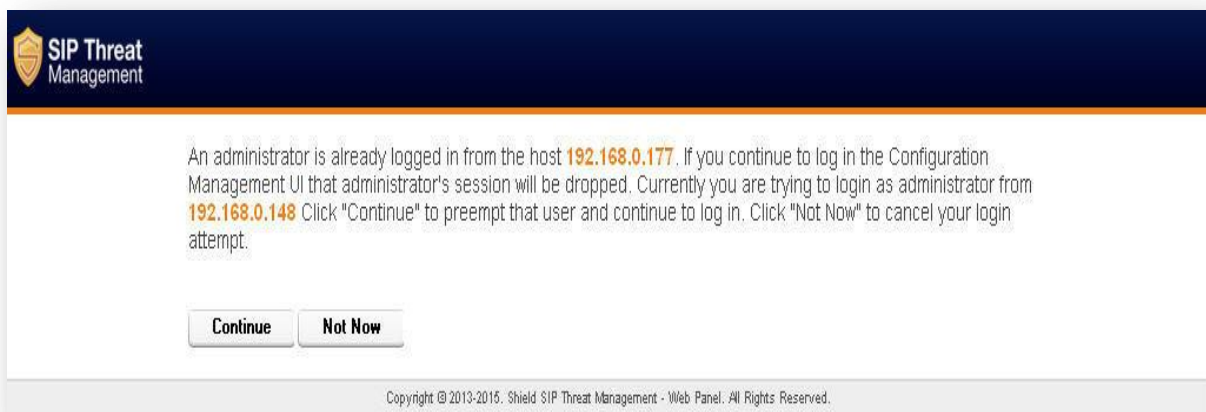 SIP Threat
Management
An administrator is already logged in from the host 192.168.0.177. If you continue to log in the Configuration
Management UI that administrator's session will be dropped. Currently you are trying to login as administrator from
192.168.0.148 Click "Continue" to preempt that user and continue to log in. Click "Not Now" to cancel your login
attempt.
Continue Not Now
Copyright © 2013-2015. Shield SIP Threat Management - Web Panel. All Rights Reserved.